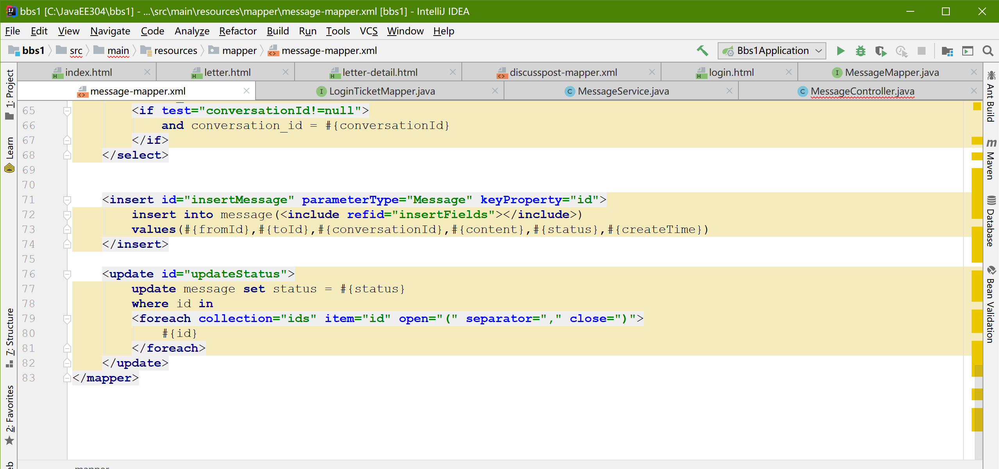 bbs1 [C:\JavaEE304\bbs1] - ...\src\main\resources\mapper\message-mapper.xml [bbs1] - IntelliJ IDEA
File Edit View Navigate Code Analyze Refactor Build Run Tools VCS Window Help
bbs1 src main resources mapper message-mapper.xml Bbs1Application
index.html letter.html letter-detail.html discusspost-mapper.xml login.html MessageMapper.java
message-mapper.xml LoginTicketMapper.java MessageService.java MessageController.java
1: Project
Learn
7: Structure
2: Favorites
65 <if test="conversationId!=null">
66 and conversation_id = #{conversationId}
67 </if>
68 </select>
69
70
71 <insert id="insertMessage" parameterType="Message" keyProperty="id">
72 insert into message(<include refid="insertFields"></include>)
73 values(#{fromId},#{toId},#{conversationId},#{content},#{status},#{createTime})
74 </insert>
75
76 <update id="updateStatus">
77 update message set status = #{status}
78 where id in
79 <foreach collection="ids" item="id" open="(" separator="," close=")">
80 #{id}
81 </foreach>
82 </update>
83 </mapper>
Ant Build
Maven
Database
Bean Validation